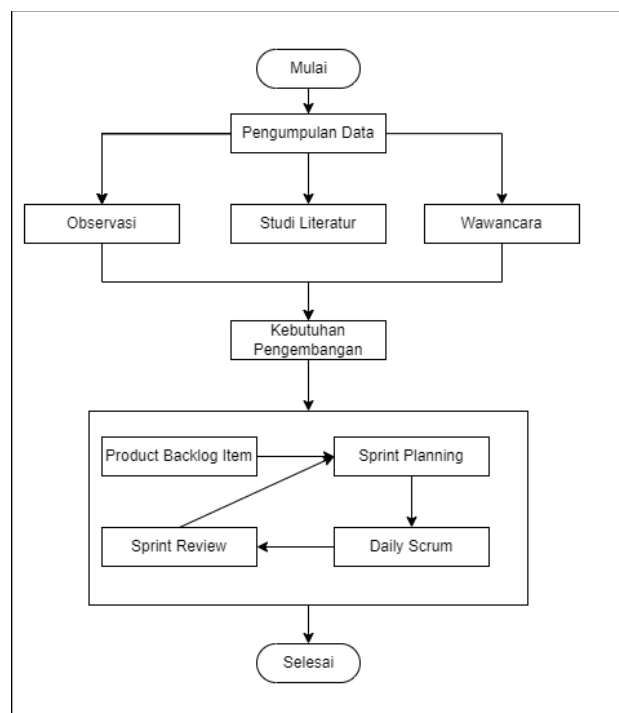 Mulai
Pengumpulan Data
Observasi
Studi Literatur
Wawancara
Kebutuhan
Pengembangan
Product Backlog Item
Sprint Planning
Sprint Review
Daily Scrum
Selesai